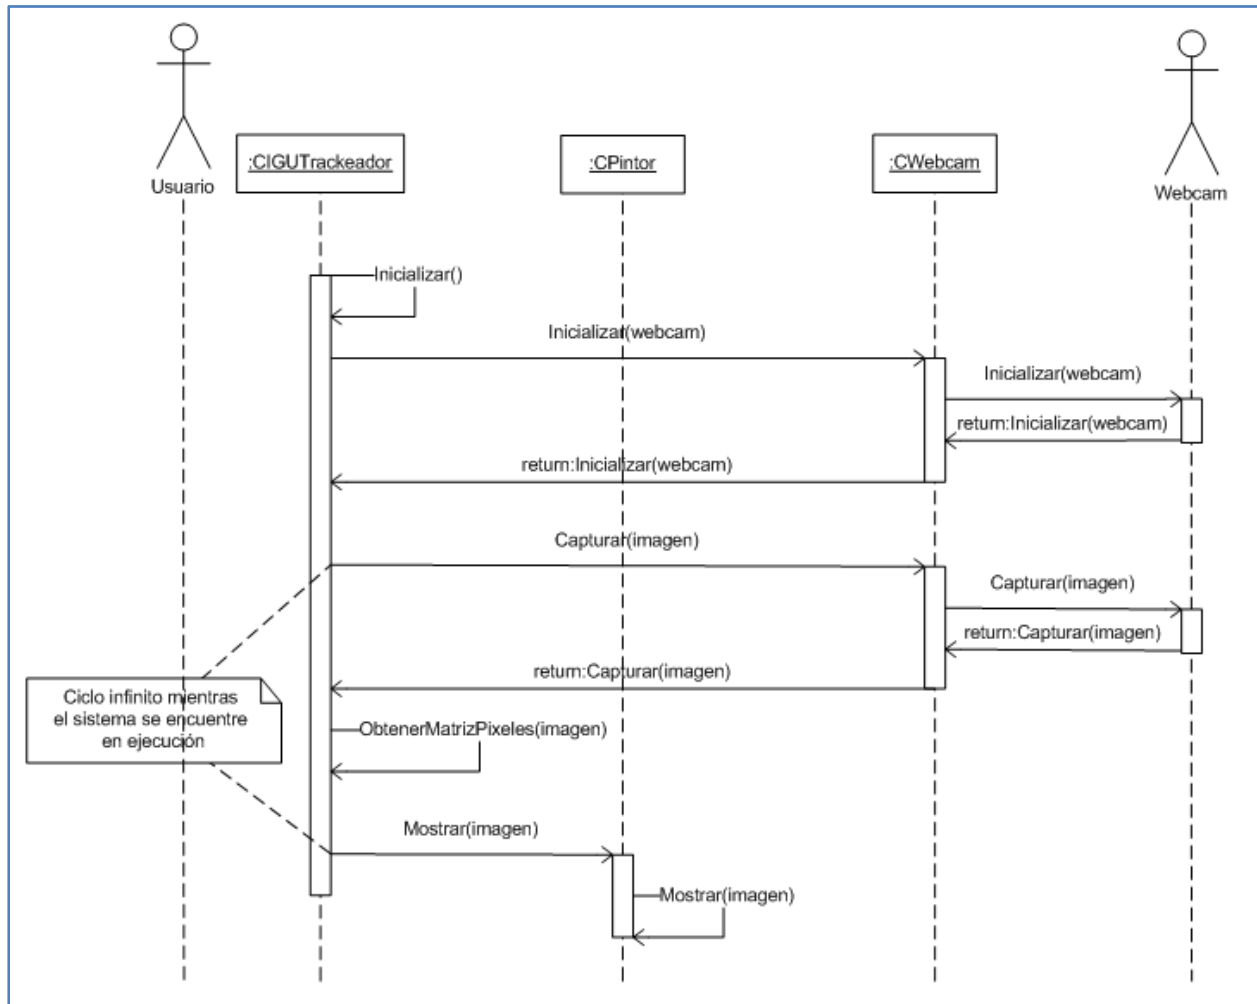 Usuario
:CIGUTrackeador
:CPintor
:CWebcam
Webcam
Inicializar()
Inicializar(webcam)
Inicializar(webcam)
return:Inicializar(webcam)
return:Inicializar(webcam)
Capturar(imagen)
Capturar(imagen)
return:Capturar(imagen)
return:Capturar(imagen)
Ciclo infinito mientras
el sistema se encuentre
en ejecución
ObtenerMatrizPixeles(imagen)
Mostrar(imagen)
Mostrar(imagen)